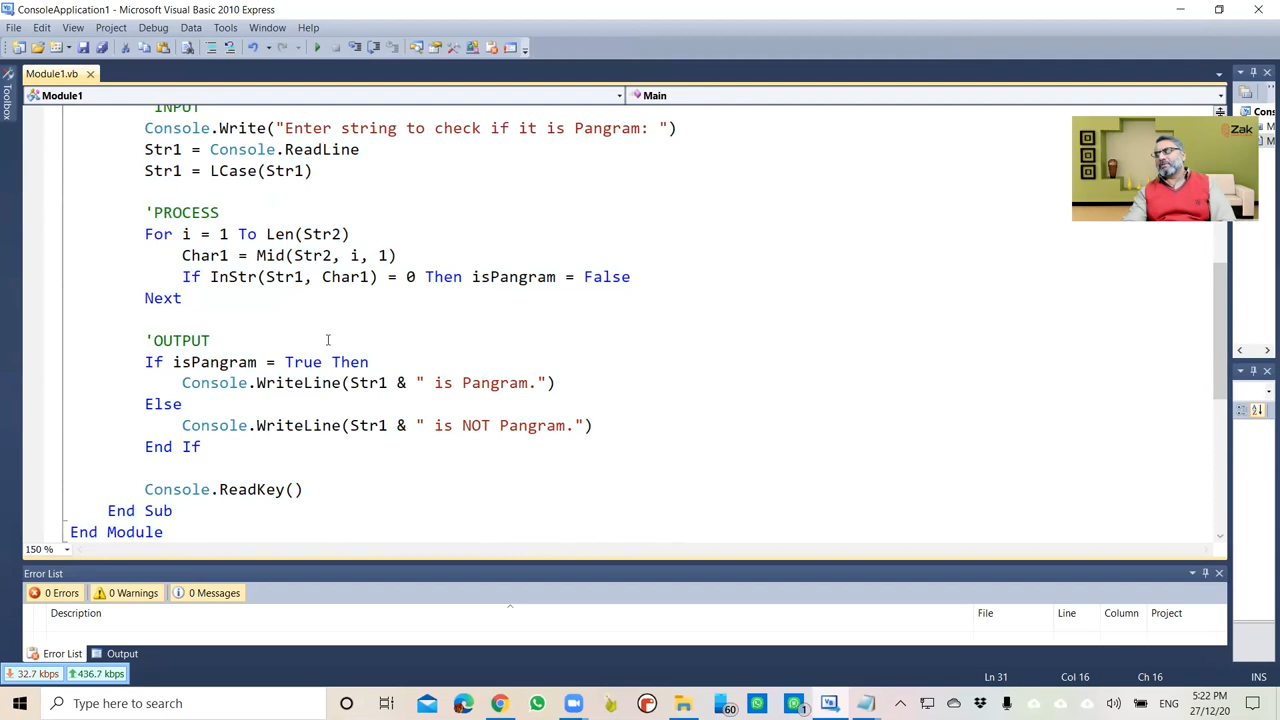 ConsoleApplication1 - Microsoft Visual Basic 2010 Express
File Edit View Project Debug Data Tools Window Help
Module1.vb
Toolbox
Module1 Main
'INPUT
Console.Write("Enter string to check if it is Pangram: ")
Str1 = Console.ReadLine
Str1 = LCase(Str1)
'PROCESS
For i = 1 To Len(Str2)
Char1 = Mid(Str2, i, 1)
If InStr(Str1, Char1) = 0 Then isPangram = False
Next
'OUTPUT
If isPangram = True Then
Console.WriteLine(Str1 & " is Pangram.")
Else
Console.WriteLine(Str1 & " is NOT Pangram.")
End If
Console.ReadKey()
End Sub
End Module
Zak
Cons
150 %
Error List
0 Errors 0 Warnings 0 Messages
Description File Line Column Project
Error List Output
32.7 kbps 436.7 kbps
Ln 31 Col 16 Ch 16 INS
Type here to search
60
1
ENG
5:22 PM
27/12/20